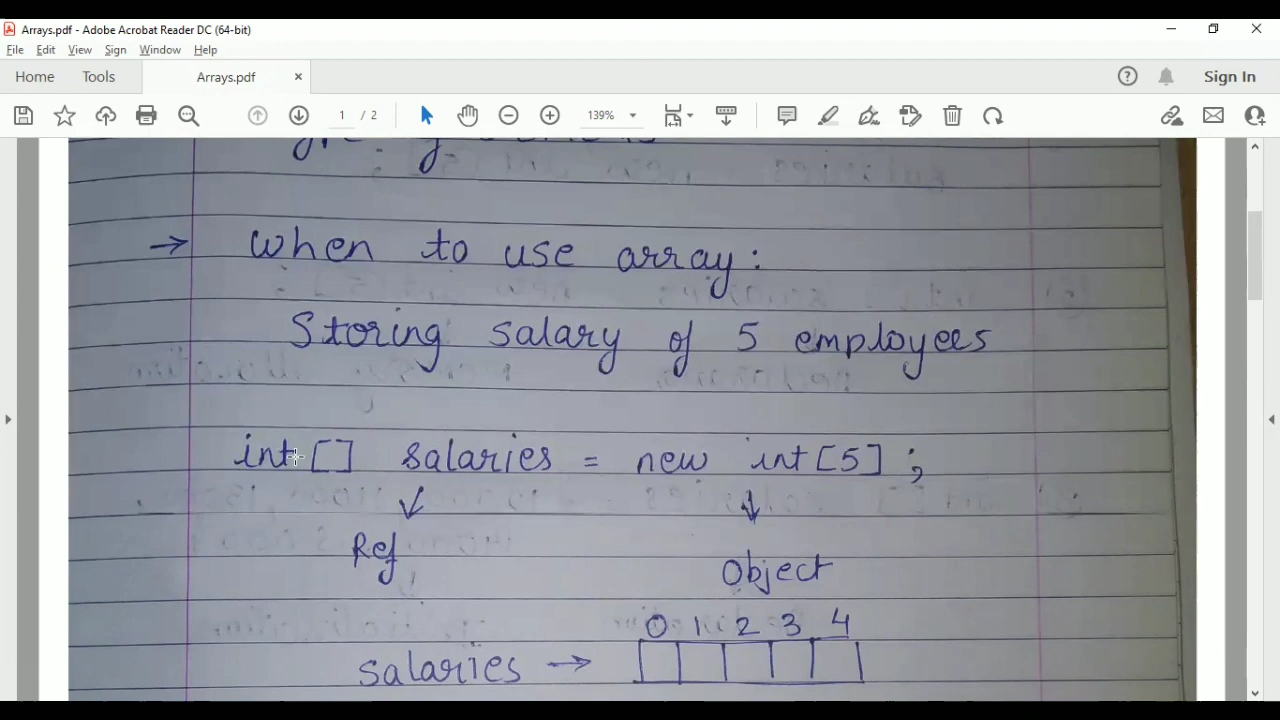 Arrays.pdf - Adobe Acrobat Reader DC (64-bit)
File Edit View Sign Window Help
Home Tools Arrays.pdf Sign In
1 / 2 139%
→ When to use array:
Storing salary of 5 employees
int[] salaries = new int[5];
Ref
Object
0 1 2 3 4
salaries →